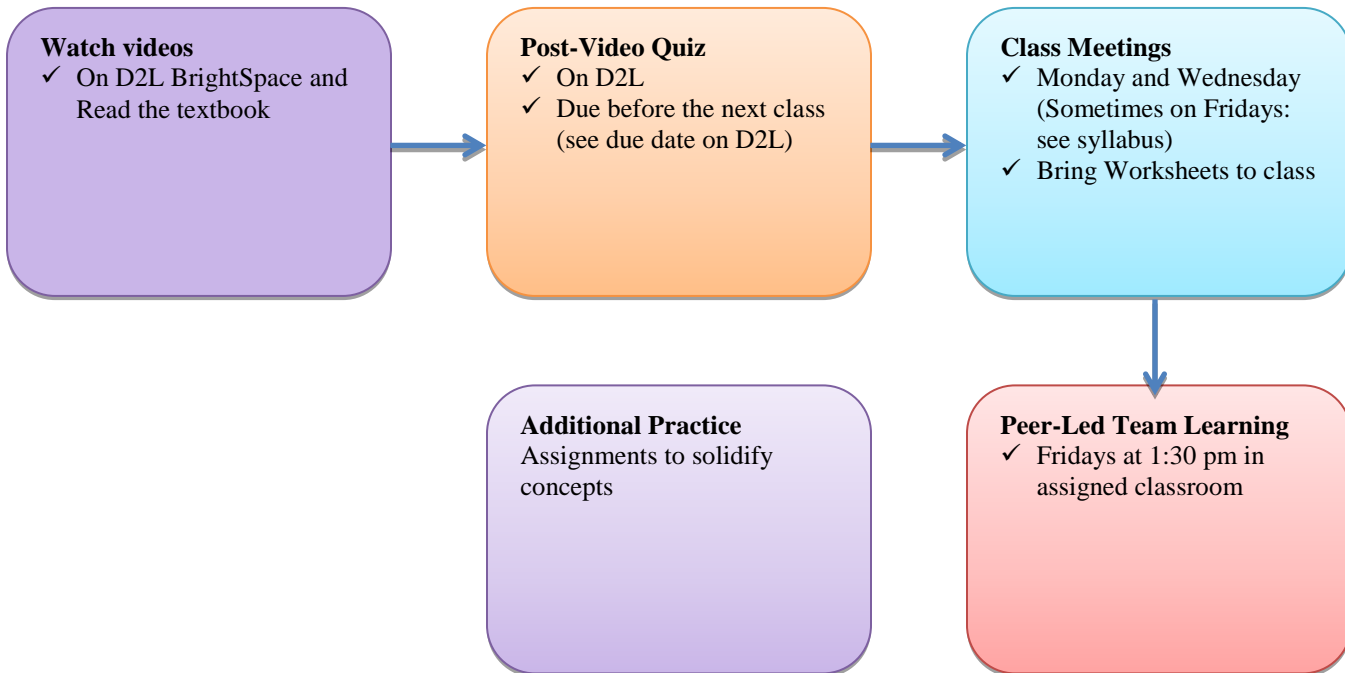 Watch videos
✓ On D2L BrightSpace and
Read the textbook
Post-Video Quiz
✓ On D2L
✓ Due before the next class
(see due date on D2L)
Class Meetings
✓ Monday and Wednesday
(Sometimes on Fridays:
see syllabus)
✓ Bring Worksheets to class
Additional Practice
Assignments to solidify
concepts
Peer-Led Team Learning
✓ Fridays at 1:30 pm in
assigned classroom